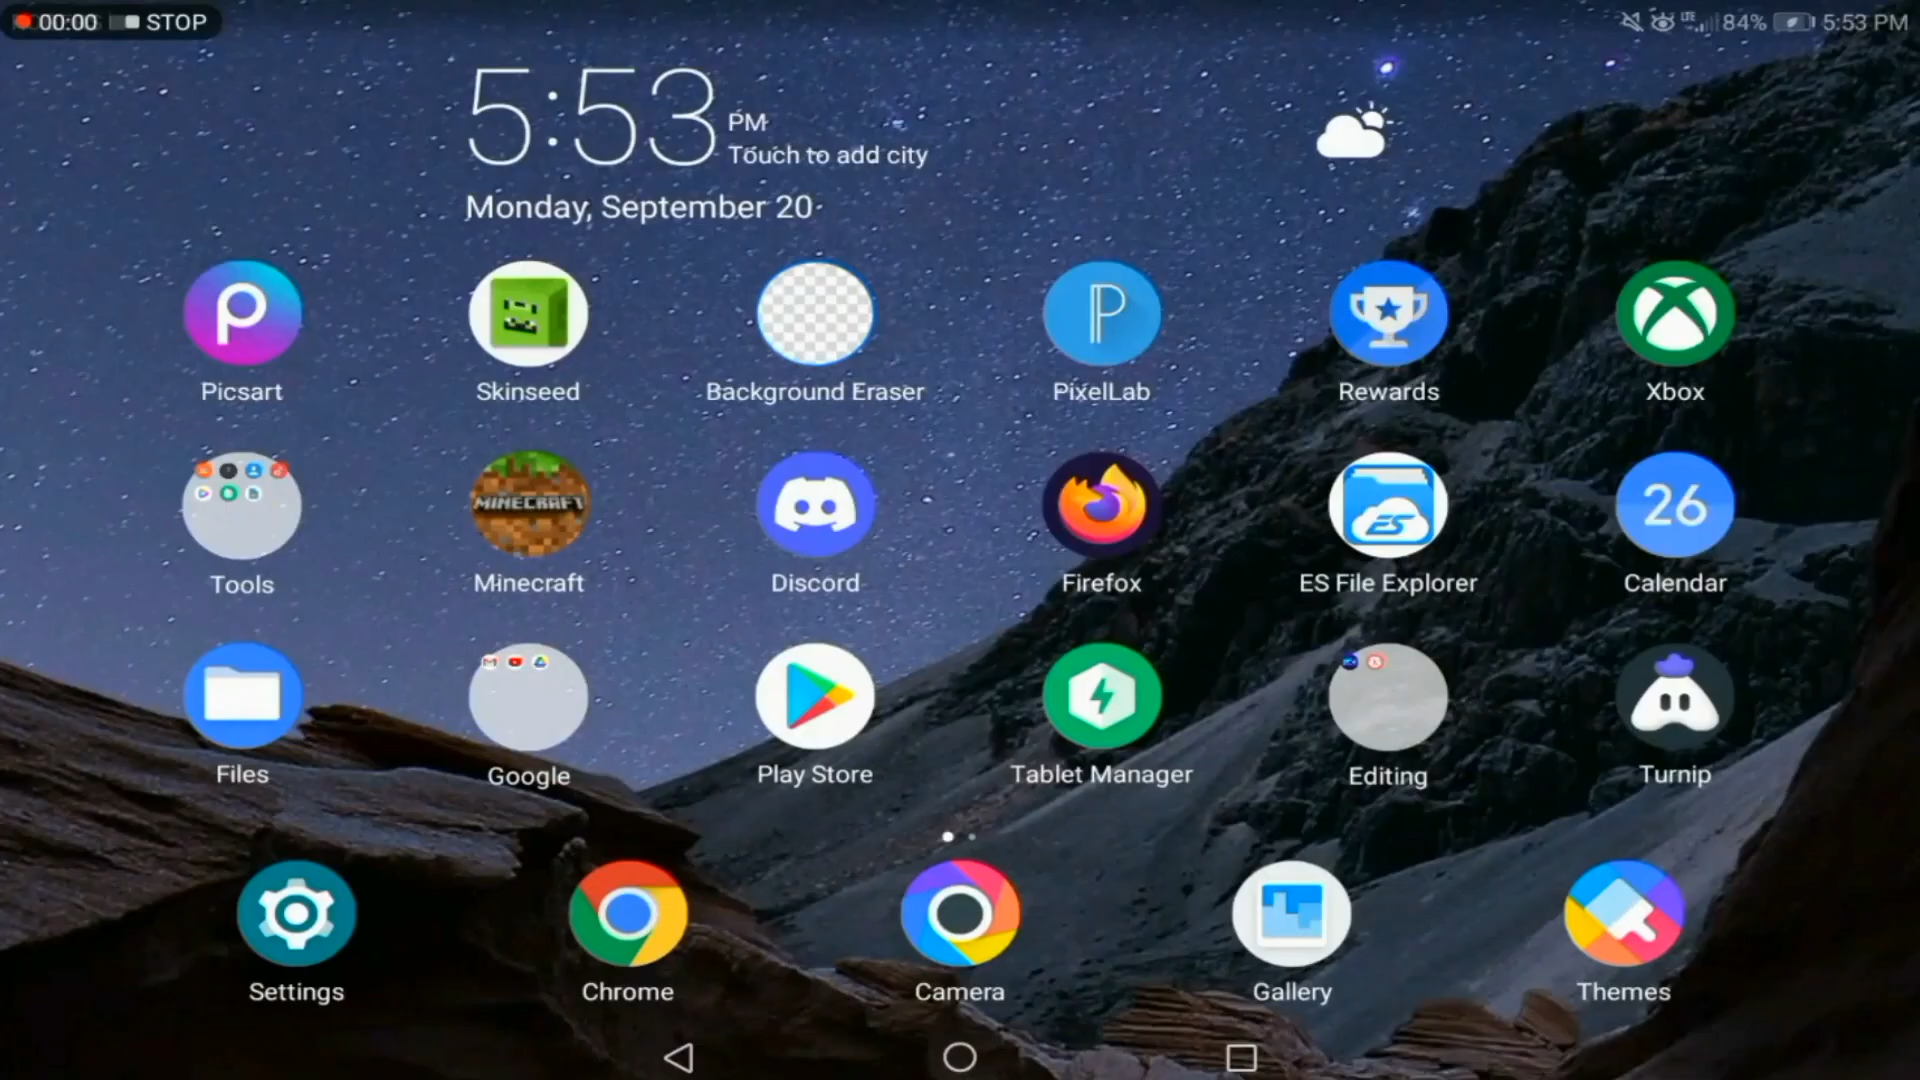 00:00 STOP
LTE 84% 5:53 PM
5:53 PM
Touch to add city
Monday, September 20
Picsart
Skinseed
Background Eraser
PixelLab
Rewards
Xbox
MINECRAFT
ES
26
Tools
Minecraft
Discord
Firefox
ES File Explorer
Calendar
Files
Google
Play Store
Tablet Manager
Editing
Turnip
Settings
Chrome
Camera
Gallery
Themes